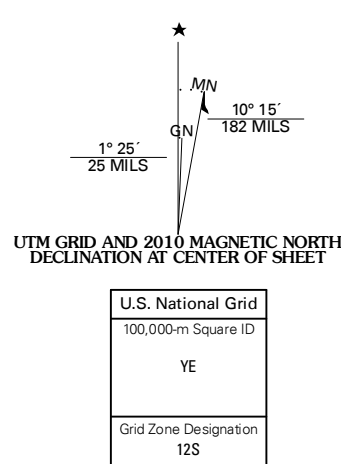 ★
MN
10° 15´
182 MILS
GN
1° 25´
25 MILS
UTM GRID AND 2010 MAGNETIC NORTH
DECLINATION AT CENTER OF SHEET
U.S. National Grid
100,000-m Square ID
YE
Grid Zone Designation
12S